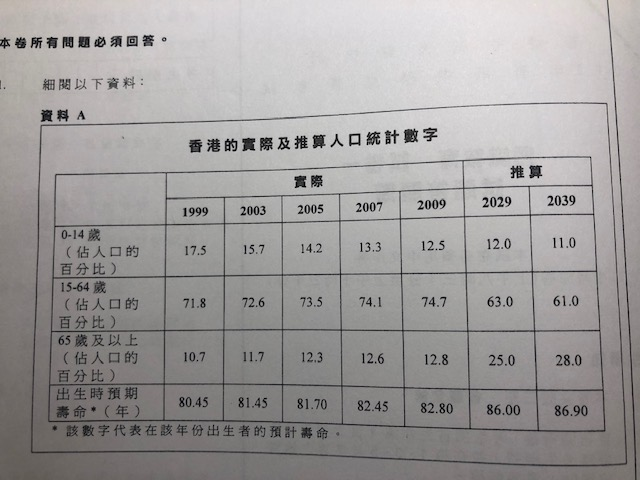 本卷所有問題必須回答。
細閱以下資料：
資料 A
香港的實際及推算人口統計數字
實際 推算
1999 2003 2005 2007 2009 2029 2039
0-14 歲
（佔人口的 17.5 15.7 14.2 13.3 12.5 12.0 11.0
百分比）
15-64 歲
（佔人口的 71.8 72.6 73.5 74.1 74.7 63.0 61.0
百分比）
65 歲及以上
（佔人口的 10.7 11.7 12.3 12.6 12.8 25.0 28.0
百分比）
出生時預期
壽命*（年） 80.45 81.45 81.70 82.45 82.80 86.00 86.90
* 該數字代表在該年份出生者的預計壽命。